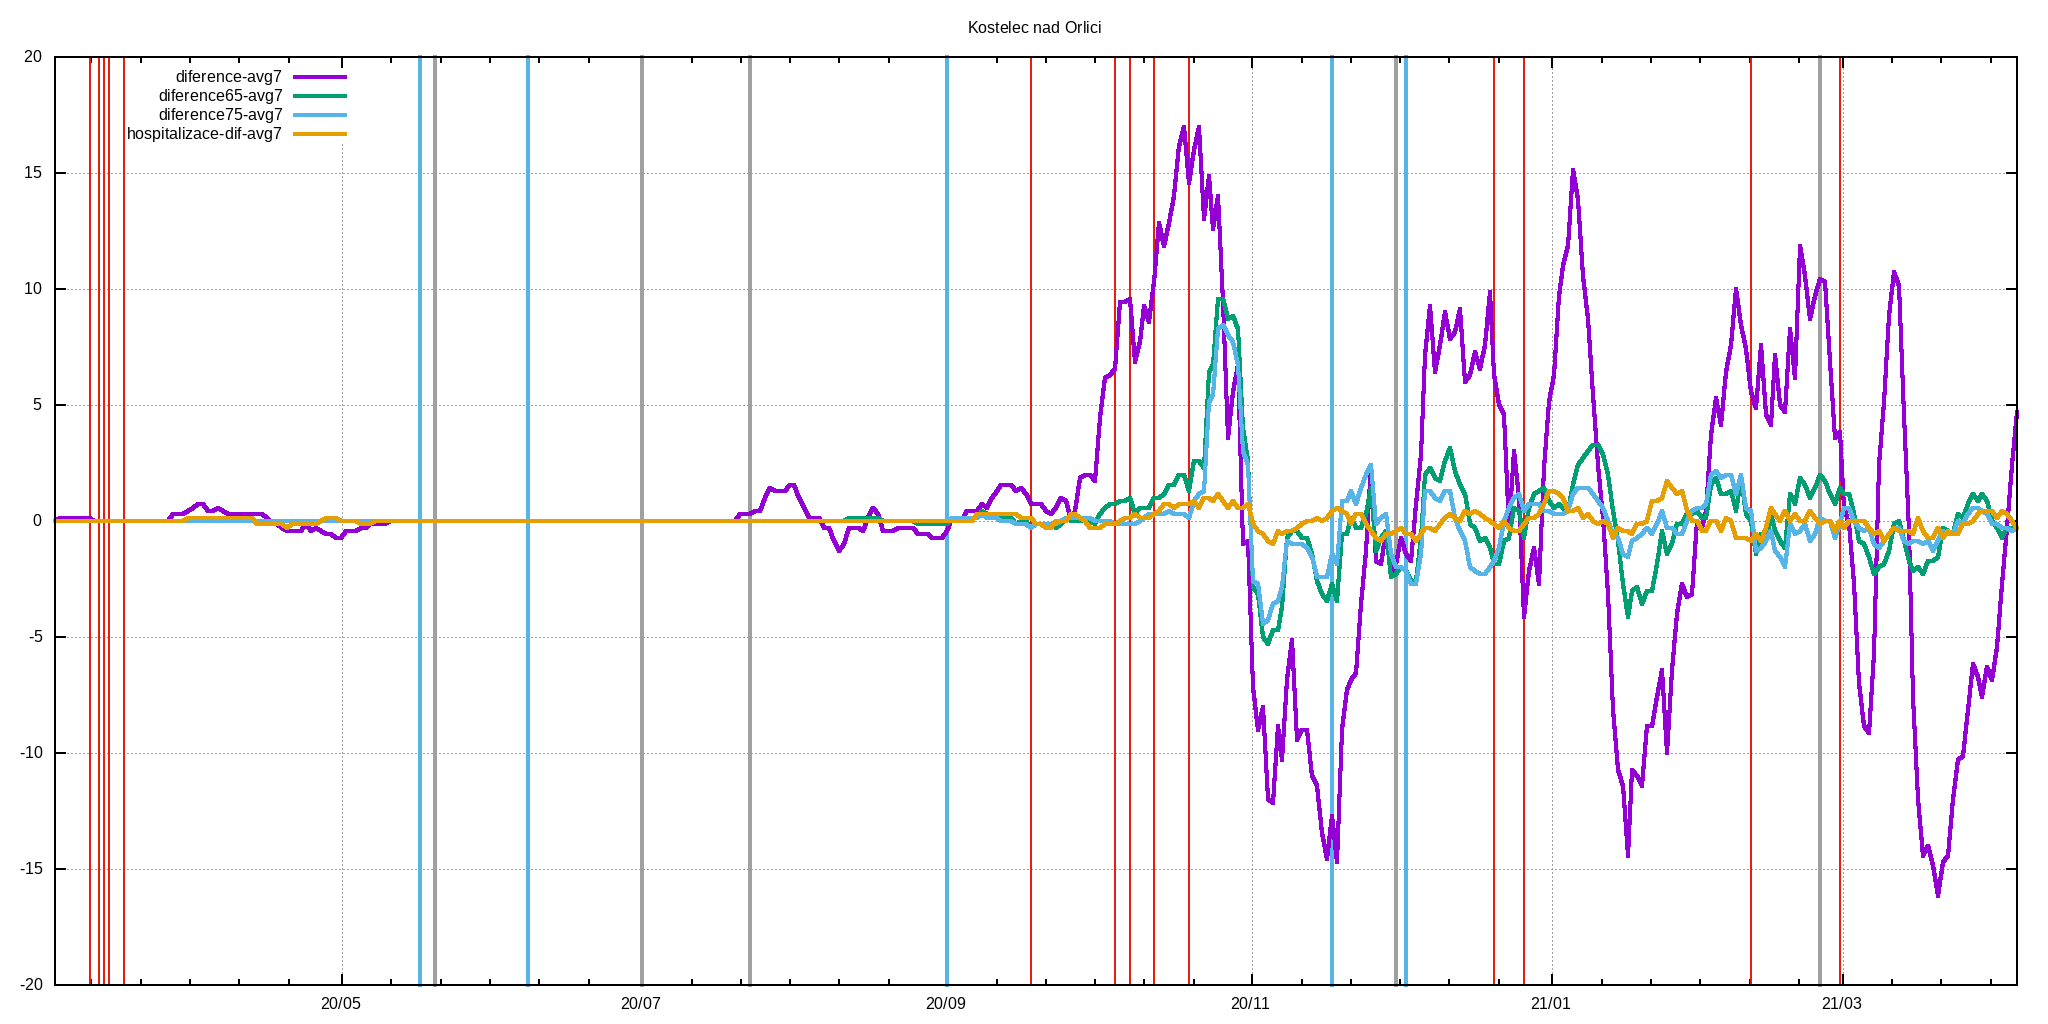 Kostelec nad Orlici
20
diference-avg7
diference65-avg7
diference75-avg7
hospitalizace-dif-avg7
15
10
5
0
-5
-10
-15
-20
20/05 20/07 20/09 20/11 21/01 21/03